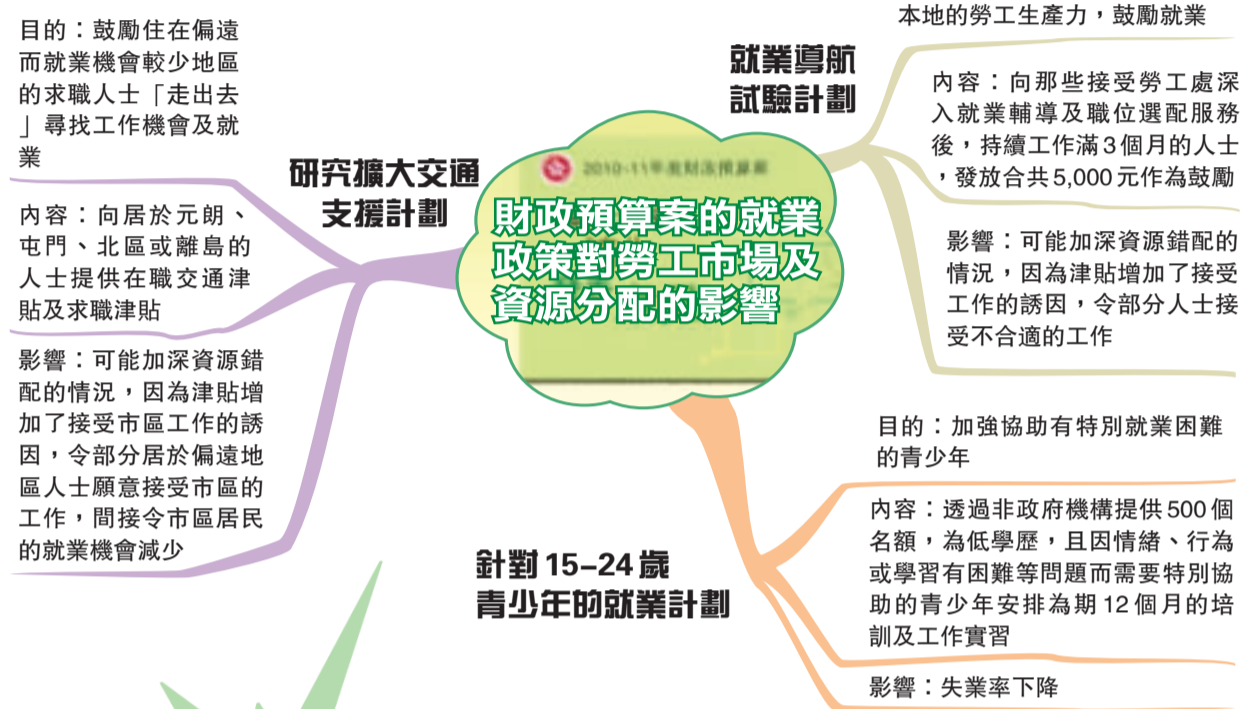 目的：鼓勵住在偏遠
而就業機會較少地區
的求職人士「走出去
」尋找工作機會及就
業
研究擴大交通
支援計劃
內容：向居於元朗、
屯門、北區或離島的
人士提供在職交通津
貼及求職津貼
影響：可能加深資源錯
配的情況，因為津貼增
加了接受市區工作的誘
因，令部分居於偏遠地
區人士願意接受市區的
工作，間接令市區居民
的就業機會減少
2010-11年度財政預算案
財政預算案的就業
政策對勞工市場及
資源分配的影響
就業導航
試驗計劃
本地的勞工生產力，鼓勵就業
內容：向那些接受勞工處深
入就業輔導及職位選配服務
後，持續工作滿3個月的人士
，發放合共5,000元作為鼓勵
影響：可能加深資源錯配的
情況，因為津貼增加了接受
工作的誘因，令部分人士接
受不合適的工作
針對15–24歲
青少年的就業計劃
目的：加強協助有特別就業困難
的青少年
內容：透過非政府機構提供500個
名額，為低學歷，且因情緒、行為
或學習有困難等問題而需要特別協
助的青少年安排為期12個月的培
訓及工作實習
影響：失業率下降